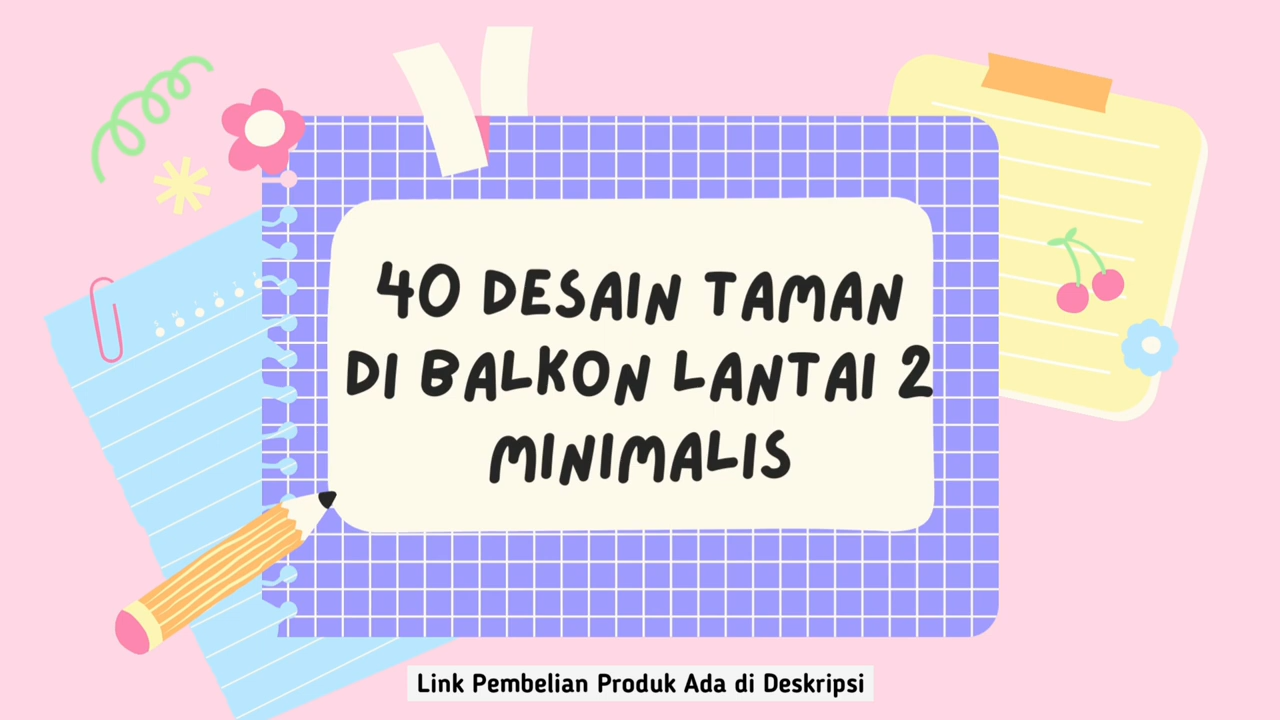 40 DESAIN TAMAN
DI BALKON LANTAI 2
MINIMALIS
Link Pembelian Produk Ada di Deskripsi